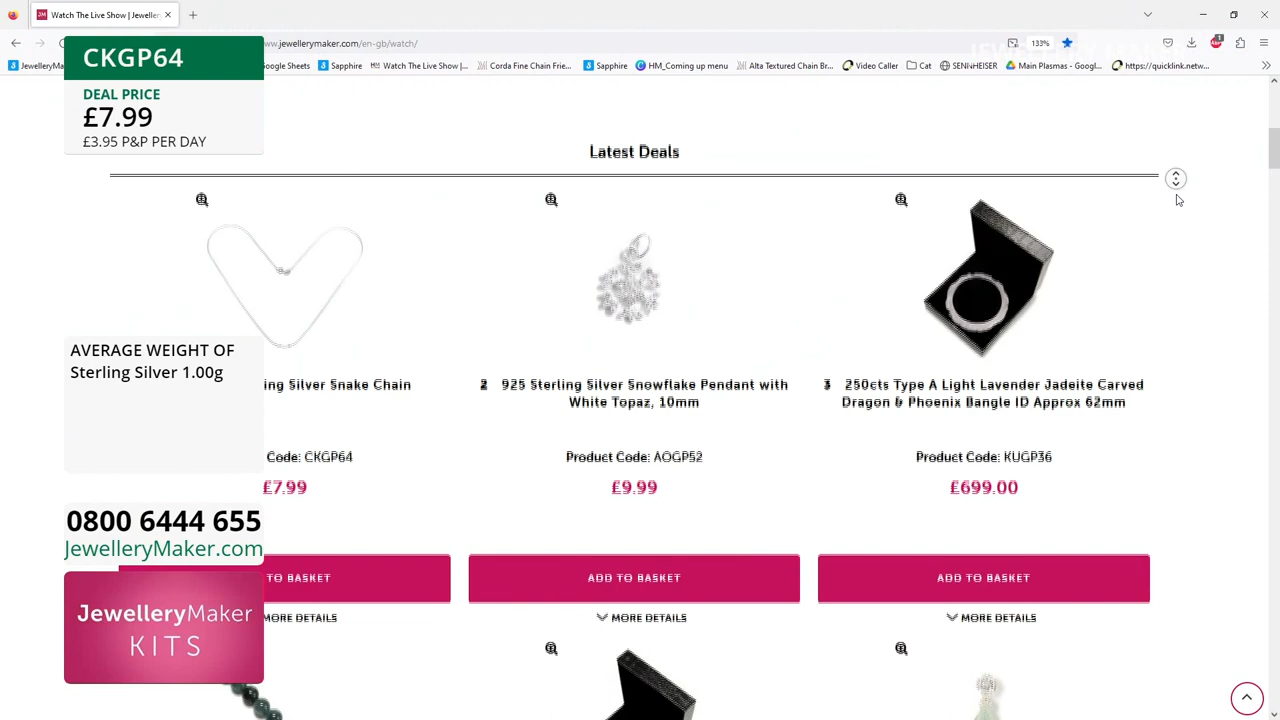 Watch The Live Show | Jeweller
www.jewellerymaker.com/en-gb/watch/
133%
1
JEWELLERY MAKER
JewelleryMa
Google Sheets
Sapphire
Watch The Live Show |J...
Corda Fine Chain Frie...
Sapphire
HM_Coming up menu
Alta Textured Chain Br...
Video Caller
Cat
SENNHEISER
Main Plasmas - Googl...
https://quicklink.netw...
CKGP64
DEAL PRICE
£7.99
£3.95 P&P PER DAY
Latest Deals
AVERAGE WEIGHT OF
Sterling Silver 1.00g
ing Silver Snake Chain
Code: CKGP64
£7.99
TO BASKET
MORE DETAILS
2 925 Sterling Silver Snowflake Pendant with
White Topaz, 10mm
Product Code: AOGP52
£9.99
ADD TO BASKET
MORE DETAILS
3 250cts Type A Light Lavender Jadeite Carved
Dragon & Phoenix Bangle ID Approx 62mm
Product Code: KUGP36
£699.00
ADD TO BASKET
MORE DETAILS
0800 6444 655
JewelleryMaker.com
JewelleryMaker
KITS